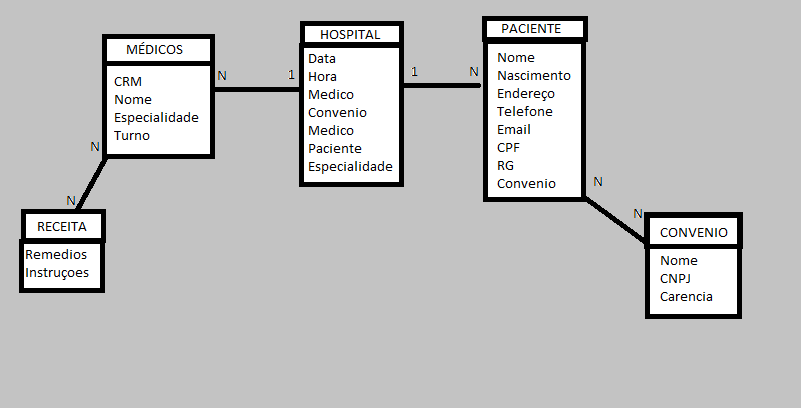 MÉDICOS
CRM
Nome
Especialidade
Turno
N
1
HOSPITAL
Data
Hora
Medico
Convenio
Medico
Paciente
Especialidade
1
N
PACIENTE
Nome
Nascimento
Endereço
Telefone
Email
CPF
RG
Convenio
N
N
RECEITA
Remedios
Instruçoes
N
N
CONVENIO
Nome
CNPJ
Carencia